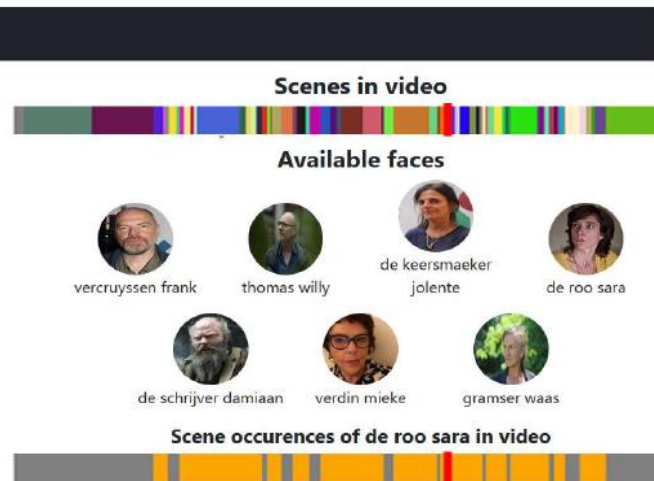 Scenes in video
Available faces
vercruyssen frank
thomas willy
de keersmaeker
jolente
de roo sara
de schrijver damiaan
verdin mieke
gramser waas
Scene occurences of de roo sara in video